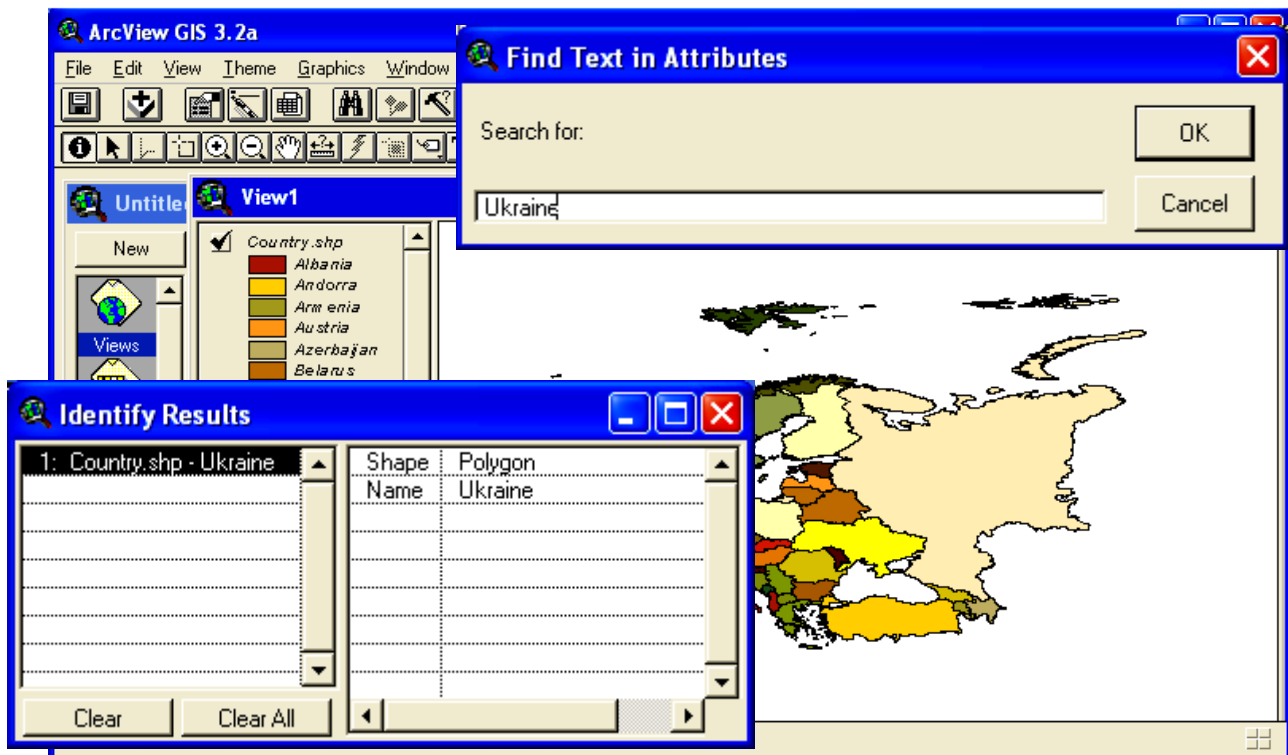 ArcView GIS 3.2a
File Edit View Theme Graphics Window
Find Text in Attributes
Search for:
OK
Ukraine
Cancel
Untitle
New
Views
View1
Country.shp
Albania
Andorra
Armenia
Austria
Azerbaijan
Belarus
Identify Results
1: Country.shp - Ukraine
Shape Polygon
Name Ukraine
Clear Clear All